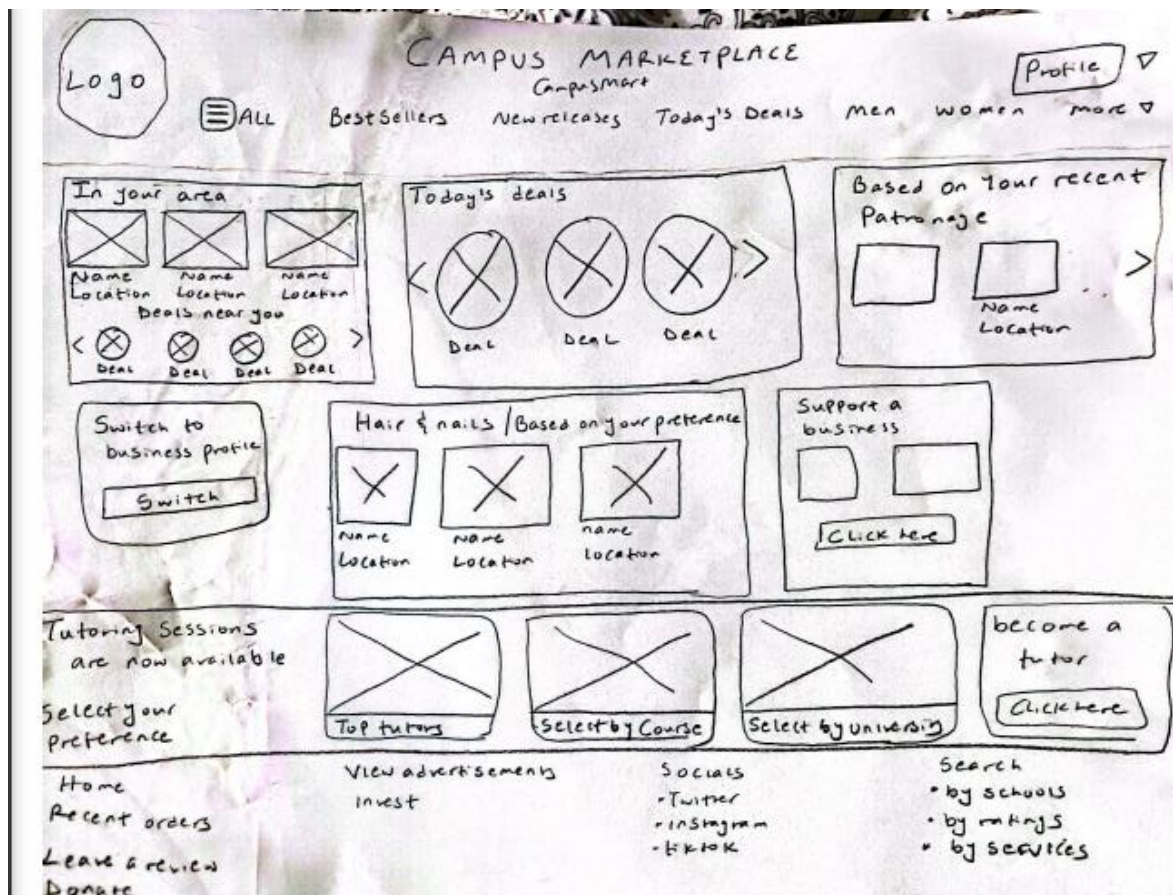 Logo
CAMPUS MARKETPLACE
CampusMart
Profile
ALL
Best Sellers
New releases
Today's Deals
Men
women
more
In your area
Name
Location
Name
Location
Name
Location
Deals near you
<
Deal
Deal
Deal
Deal
>
Today's deals
<
Deal
Deal
Deal
>
Based on Your recent
Patronage
Name
Location
. . .
>
Switch to
business profile
Switch
Hair & nails / Based on your preference
Name
Location
Name
Location
name
location
Support a
business
Click here
Tutoring Sessions
are now available
Select your
preference
Top tutors
Select by Course
Select by University
become a
tutor
Click here
Home
Recent orders
Leave a review
Donate
View advertisements
invest
Socials
• Twitter
• instagram
• tiktok
Search
• by schools
• by ratings
• by services